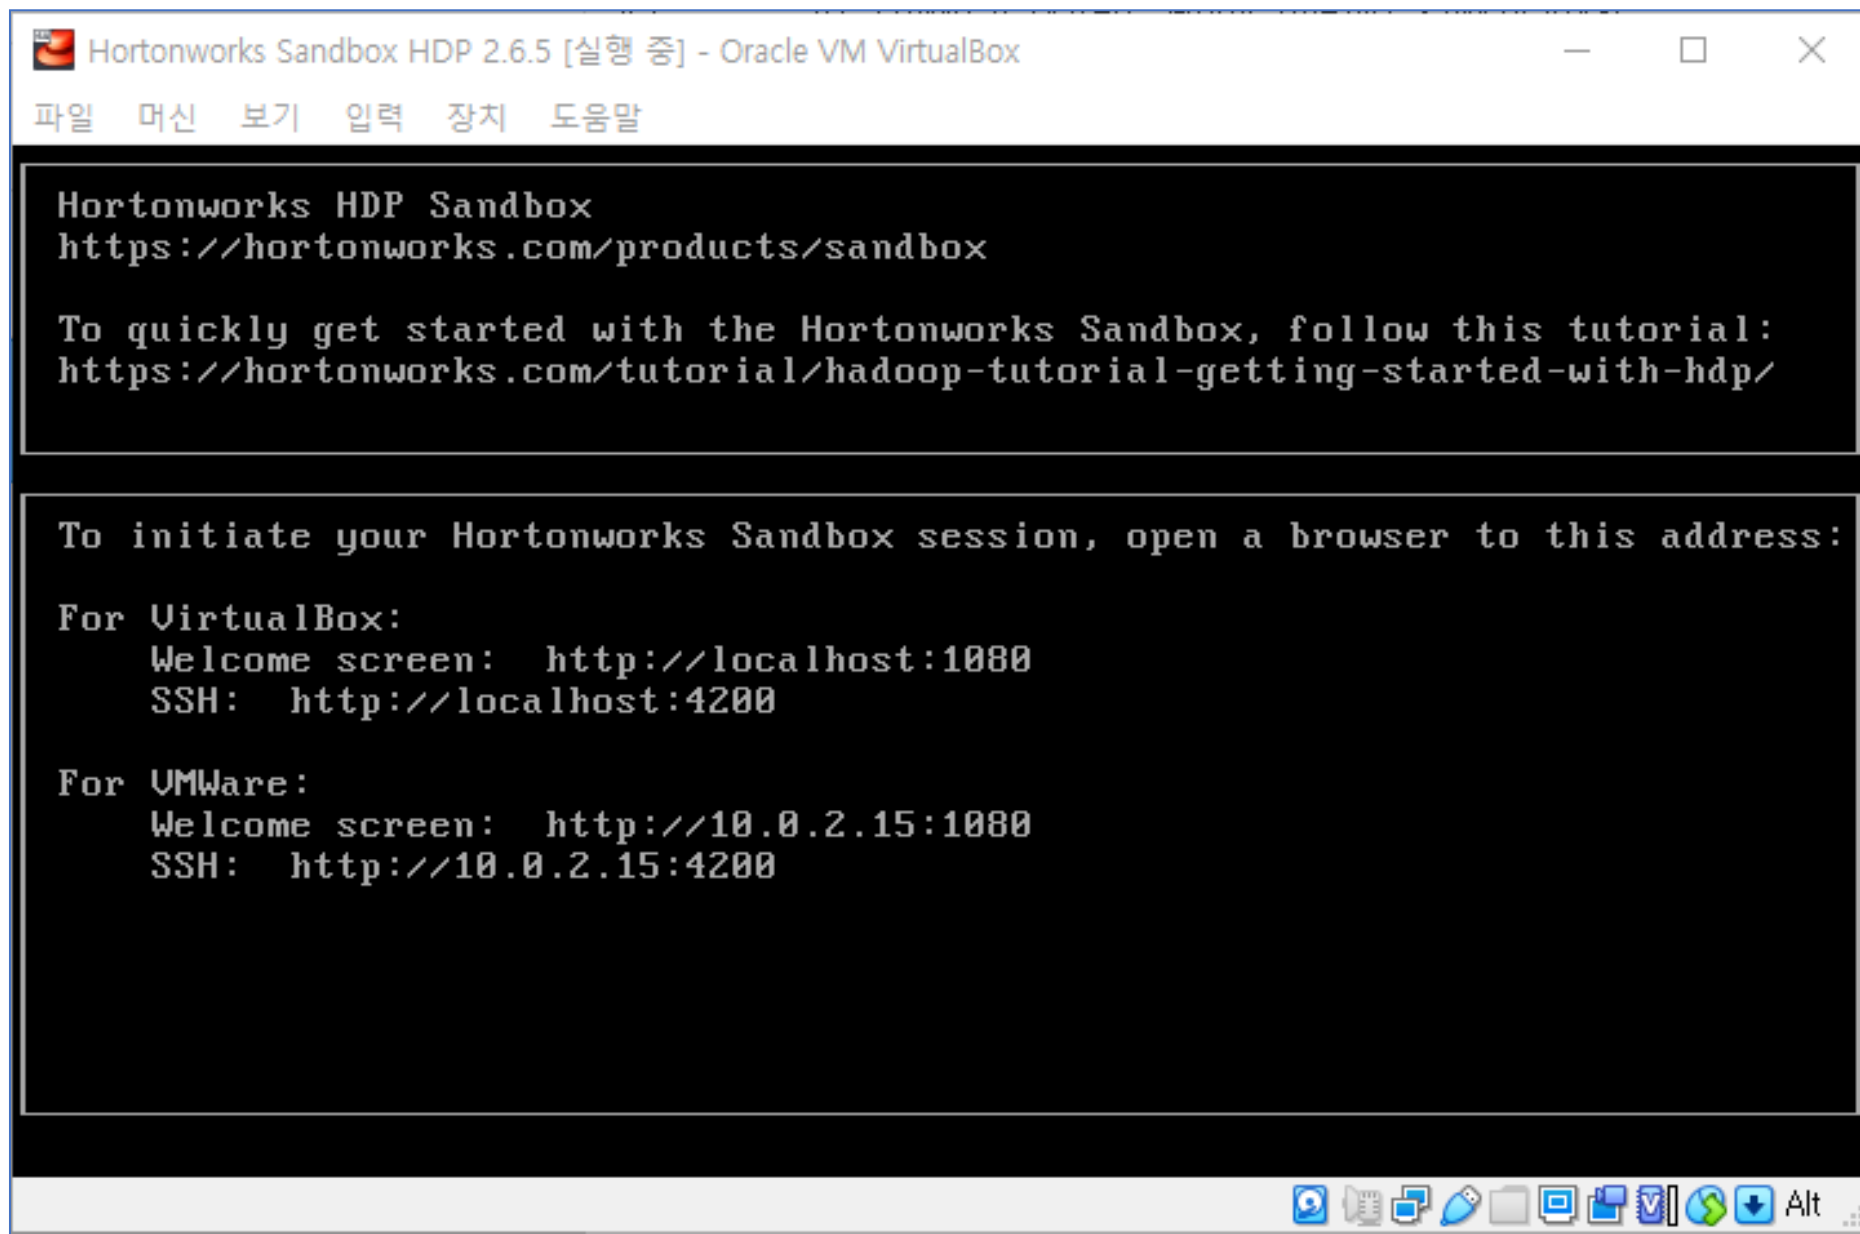 Hortonworks Sandbox HDP 2.6.5 [실행 중] - Oracle VM VirtualBox
파일 머신 보기 입력 장치 도움말
Hortonworks HDP Sandbox
https://hortonworks.com/products/sandbox
To quickly get started with the Hortonworks Sandbox, follow this tutorial:
https://hortonworks.com/tutorial/hadoop-tutorial-getting-started-with-hdp/
To initiate your Hortonworks Sandbox session, open a browser to this address:
For VirtualBox:
Welcome screen: http://localhost:1080
SSH: http://localhost:4200
For VMWare:
Welcome screen: http://10.0.2.15:1080
SSH: http://10.0.2.15:4200
Alt